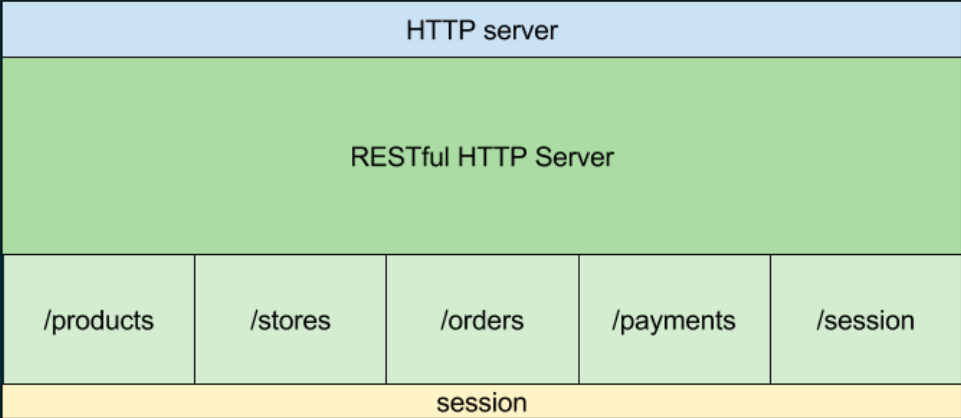 HTTP server
RESTful HTTP Server
/products
/stores
/orders
/payments
/session
session